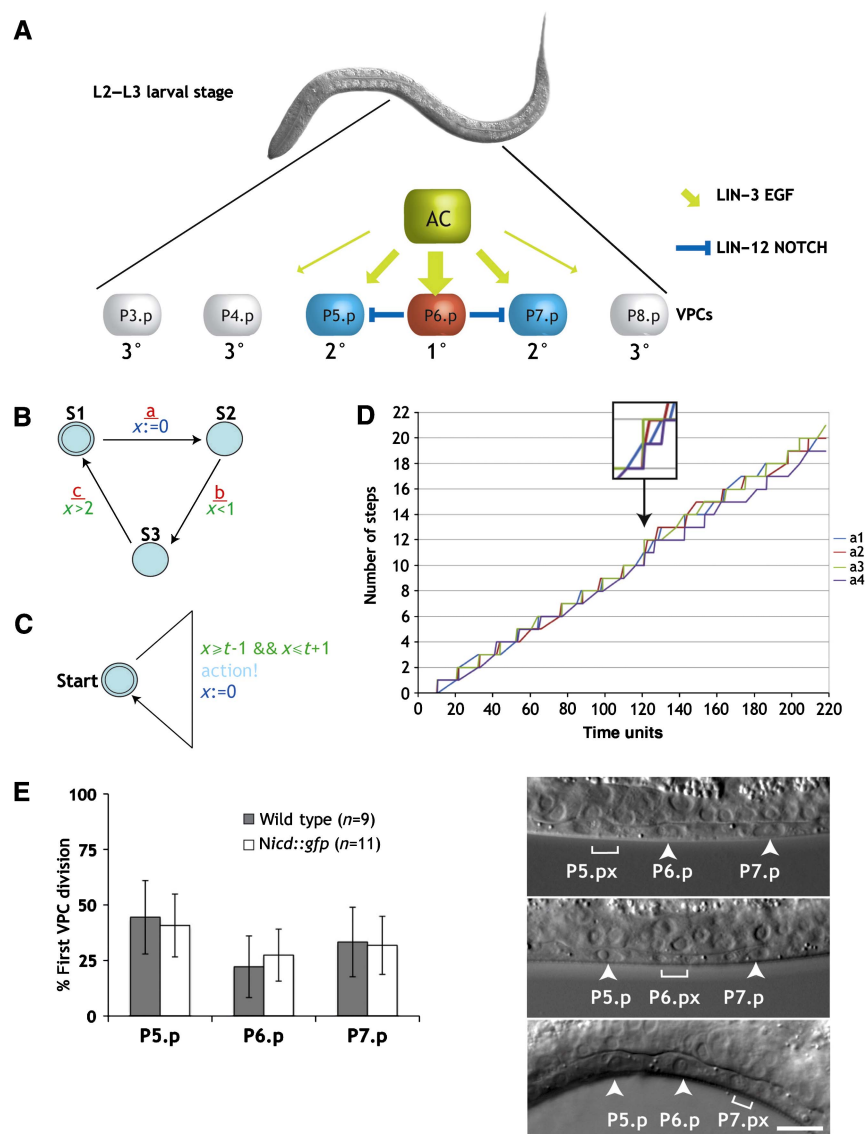 A
L2–L3 larval stage
AC
LIN–3 EGF
LIN–12 NOTCH
P3.p P4.p P5.p P6.p P7.p P8.p VPCs
3° 3° 2° 1° 2° 3°
B
S1 a S2
x:=0
c b
x>2 x<1
S3
C
Start
x⩾t-1 && x⩽t+1
action!
x:=0
D
Number of steps
22
20
18
16
14
12
10
8
6
4
2
0
0 20 40 60 80 100 120 140 160 180 200 220
Time units
a1
a2
a3
a4
E
% First VPC division
100
75
50
25
0
Wild type (n=9)
Nicd::gfp (n=11)
P5.p P6.p P7.p
P5.px P6.p P7.p
P5.p P6.px P7.p
P5.p P6.p P7.px